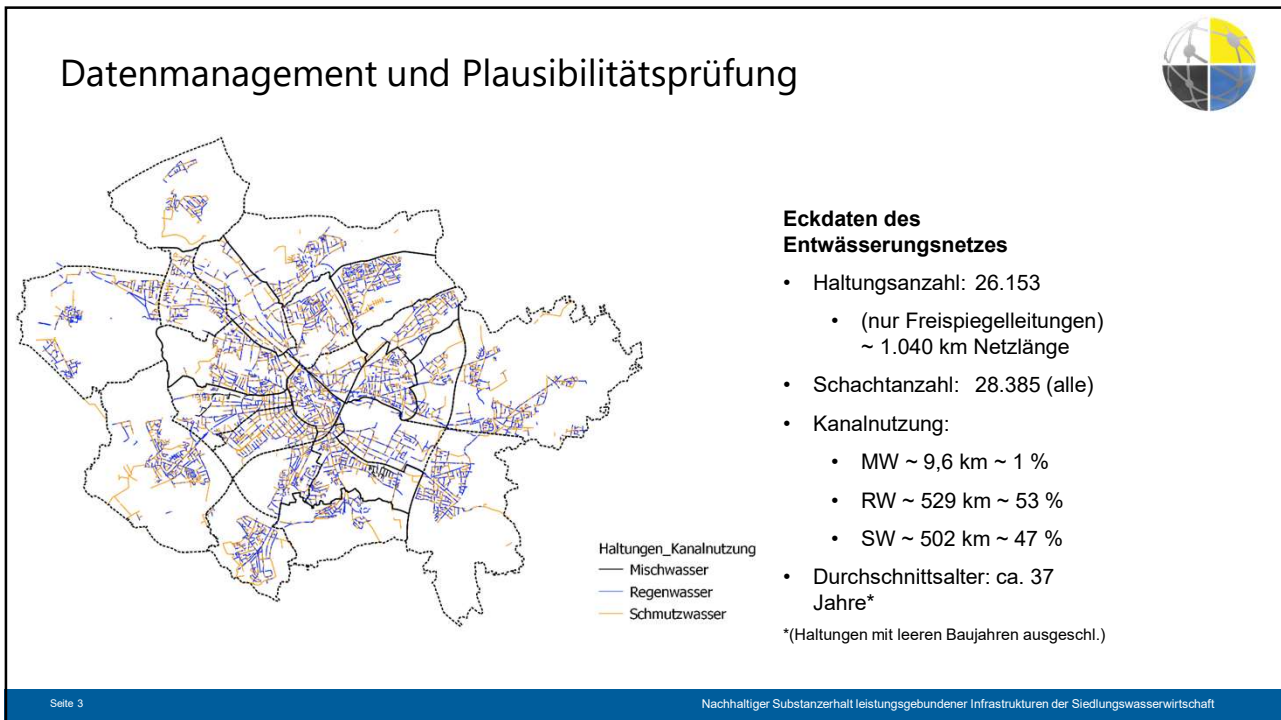 Datenmanagement und Plausibilitätsprüfung
Eckdaten des
Entwässerungsnetzes
• Haltungsanzahl: 26.153
• (nur Freispiegelleitungen)
~ 1.040 km Netzlänge
• Schachtanzahl: 28.385 (alle)
• Kanalnutzung:
• MW ~ 9,6 km ~ 1 %
• RW ~ 529 km ~ 53 %
• SW ~ 502 km ~ 47 %
• Durchschnittsalter: ca. 37
Jahre*
*(Haltungen mit leeren Baujahren ausgeschl.)
Haltungen_Kanalnutzung
Mischwasser
Regenwasser
Schmutzwasser
Seite 3
Nachhaltiger Substanzerhalt leistungsgebundener Infrastrukturen der Siedlungswasserwirtschaft